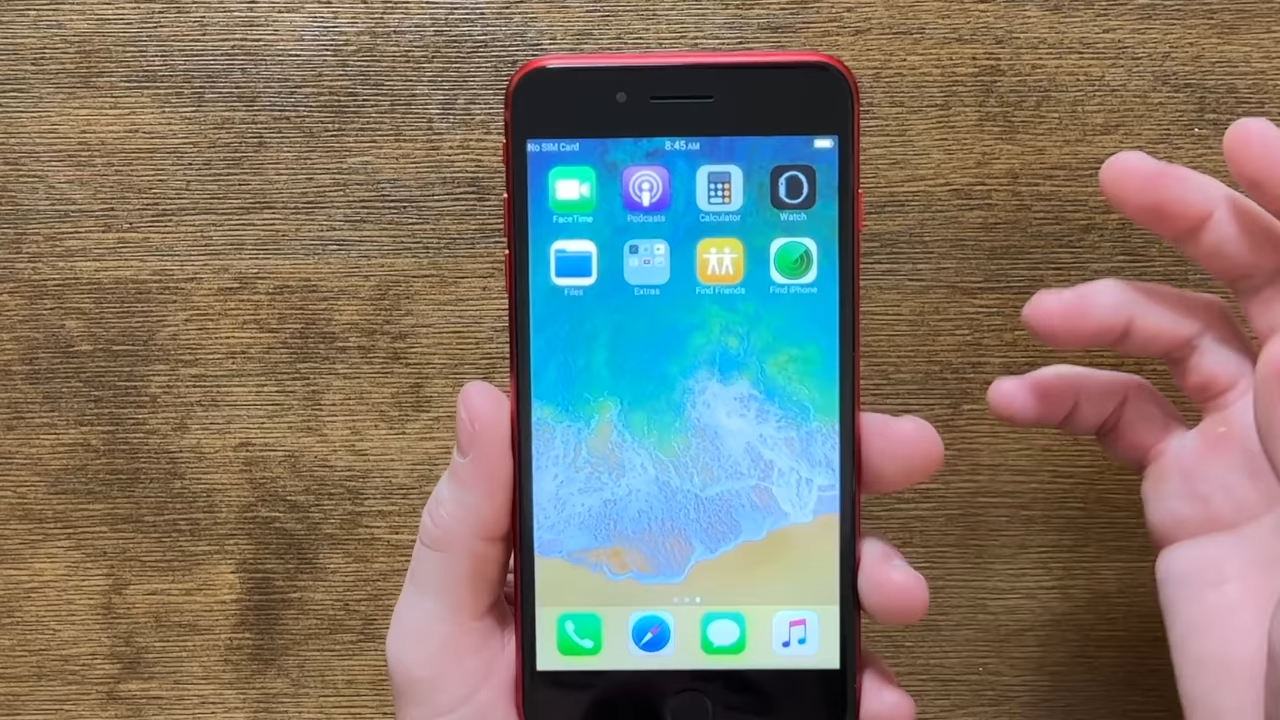 No SIM Card 8:45 AM
FaceTime Podcasts Calculator Watch
Files Extras Find Friends Find iPhone